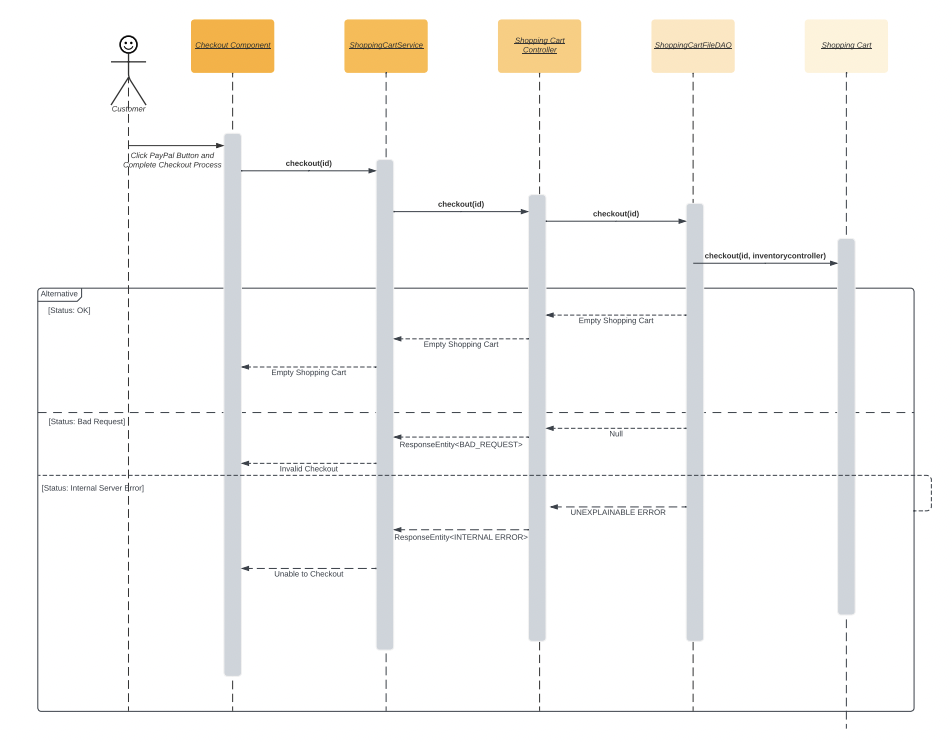 Checkout Component
ShoppingCartService
Shopping Cart
Controller
ShoppingCartFileDAO
Shopping Cart
Customer
Click PayPal Button and
Complete Checkout Process
checkout(id)
checkout(id)
checkout(id)
checkout(id, inventorycontroller)
Alternative
[Status: OK]
Empty Shopping Cart
Empty Shopping Cart
Empty Shopping Cart
[Status: Bad Request]
Null
ResponseEntity<BAD_REQUEST>
Invalid Checkout
[Status: Internal Server Error]
UNEXPLAINABLE ERROR
ResponseEntity<INTERNAL ERROR>
Unable to Checkout